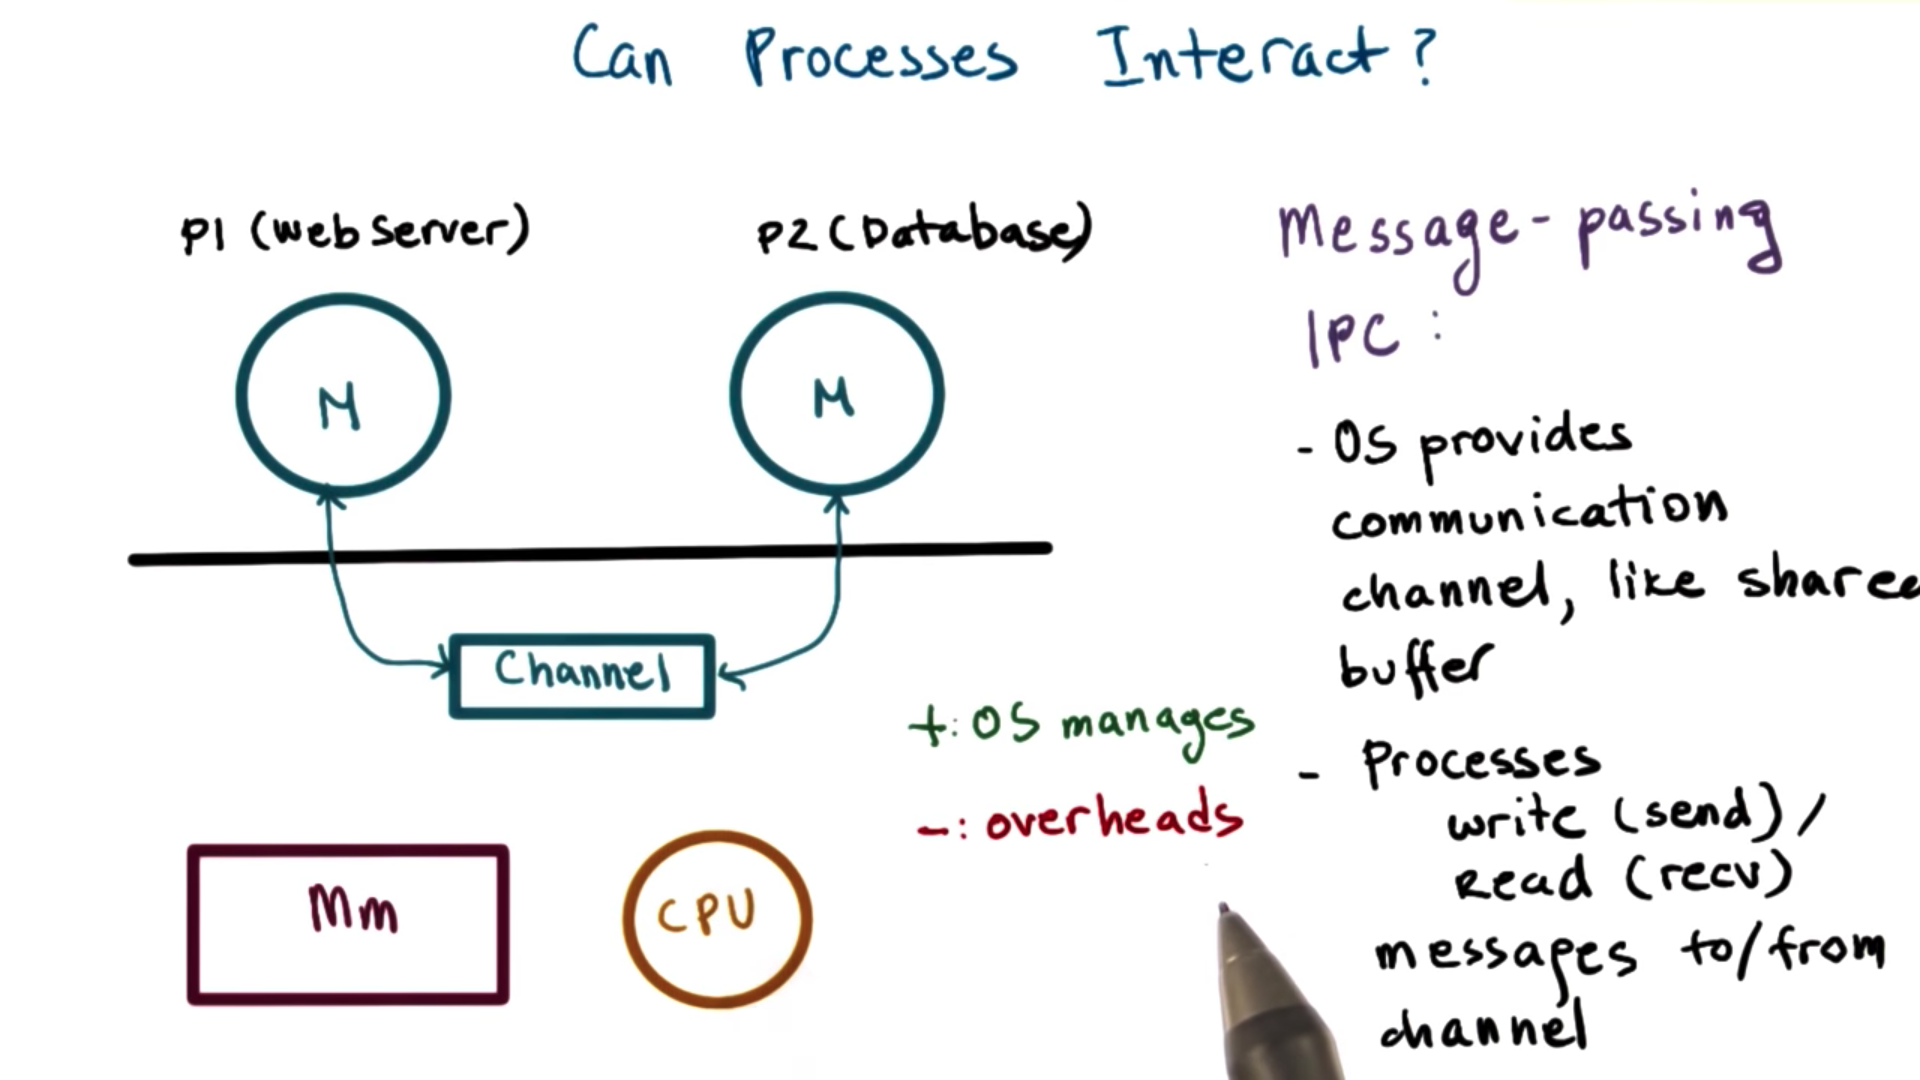 Can Processes Interact?
P1 (Web Server)
P2 (Database)
M
M
Channel
Mm
CPU
+: OS manages
-: overheads
Message-passing
IPC :
- OS provides
communication
channel, like shared
buffer
- Processes
write (send) /
Read (recv)
messages to/from
channel